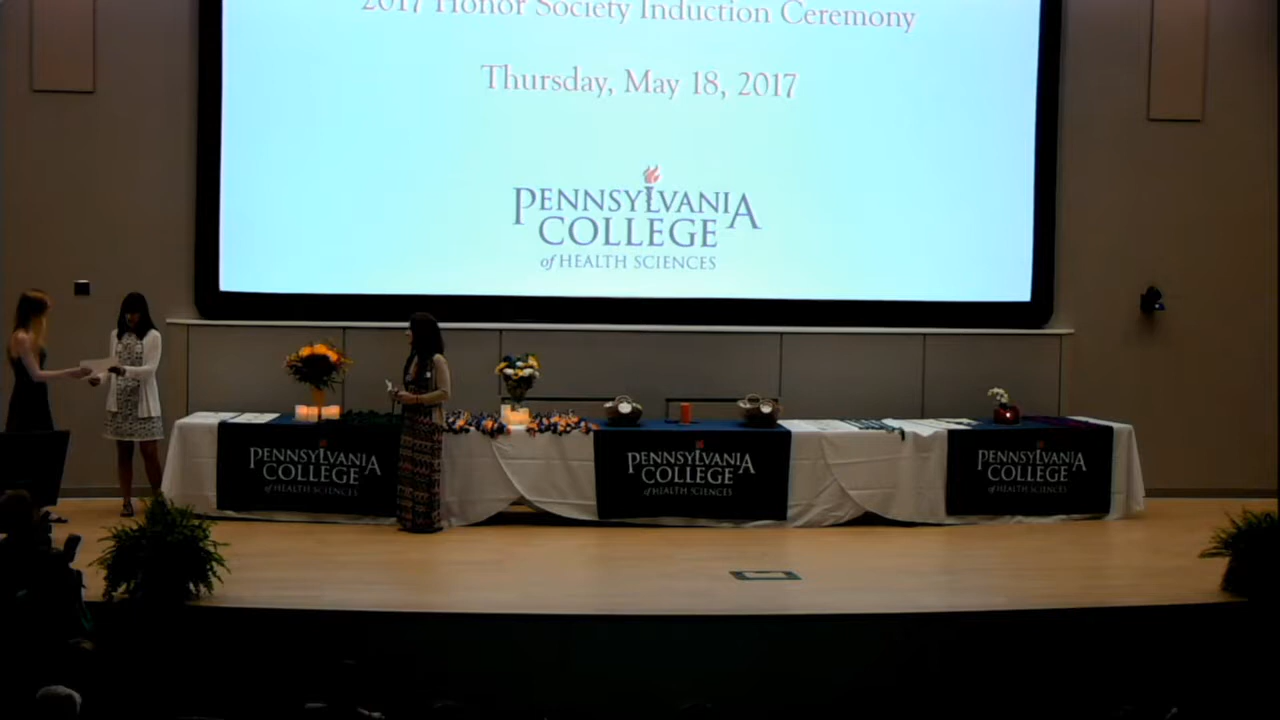 2017 Honor Society Induction Ceremony
Thursday, May 18, 2017
PENNSYLVANIA
COLLEGE
of HEALTH SCIENCES
PENNSYLVANIA
COLLEGE
of HEALTH SCIENCES
PENNSYLVANIA
COLLEGE
of HEALTH SCIENCES
PENNSYLVANIA
COLLEGE
of HEALTH SCIENCES